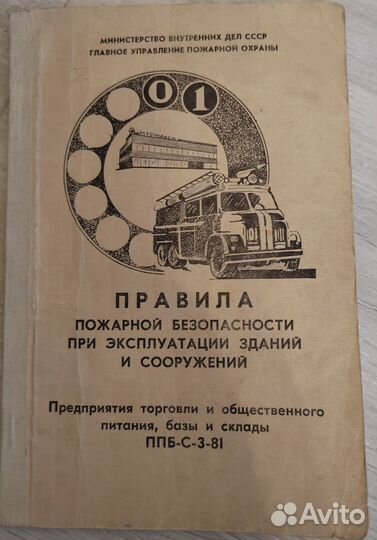 МИНИСТЕРСТВО ВНУТРЕННИХ ДЕЛ СССР
ГЛАВНОЕ УПРАВЛЕНИЕ ПОЖАРНОЙ ОХРАНЫ
01
ПРАВИЛА
ПОЖАРНОЙ БЕЗОПАСНОСТИ
ПРИ ЭКСПЛУАТАЦИИ ЗДАНИЙ
И СООРУЖЕНИЙ
Предприятия торговли и общественного
питания, базы и склады
ППБ-С-3-81
Avito